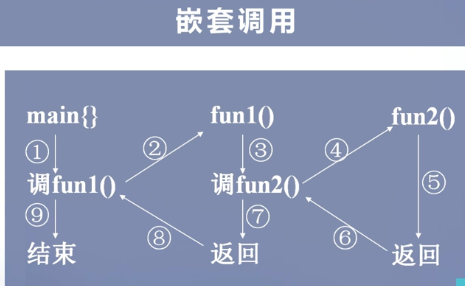 嵌套调用
main{} fun1() fun2()
① ② ③ ④
调fun1() 调fun2() ⑤
⑨ ⑧ ⑦ ⑥
结束 返回 返回